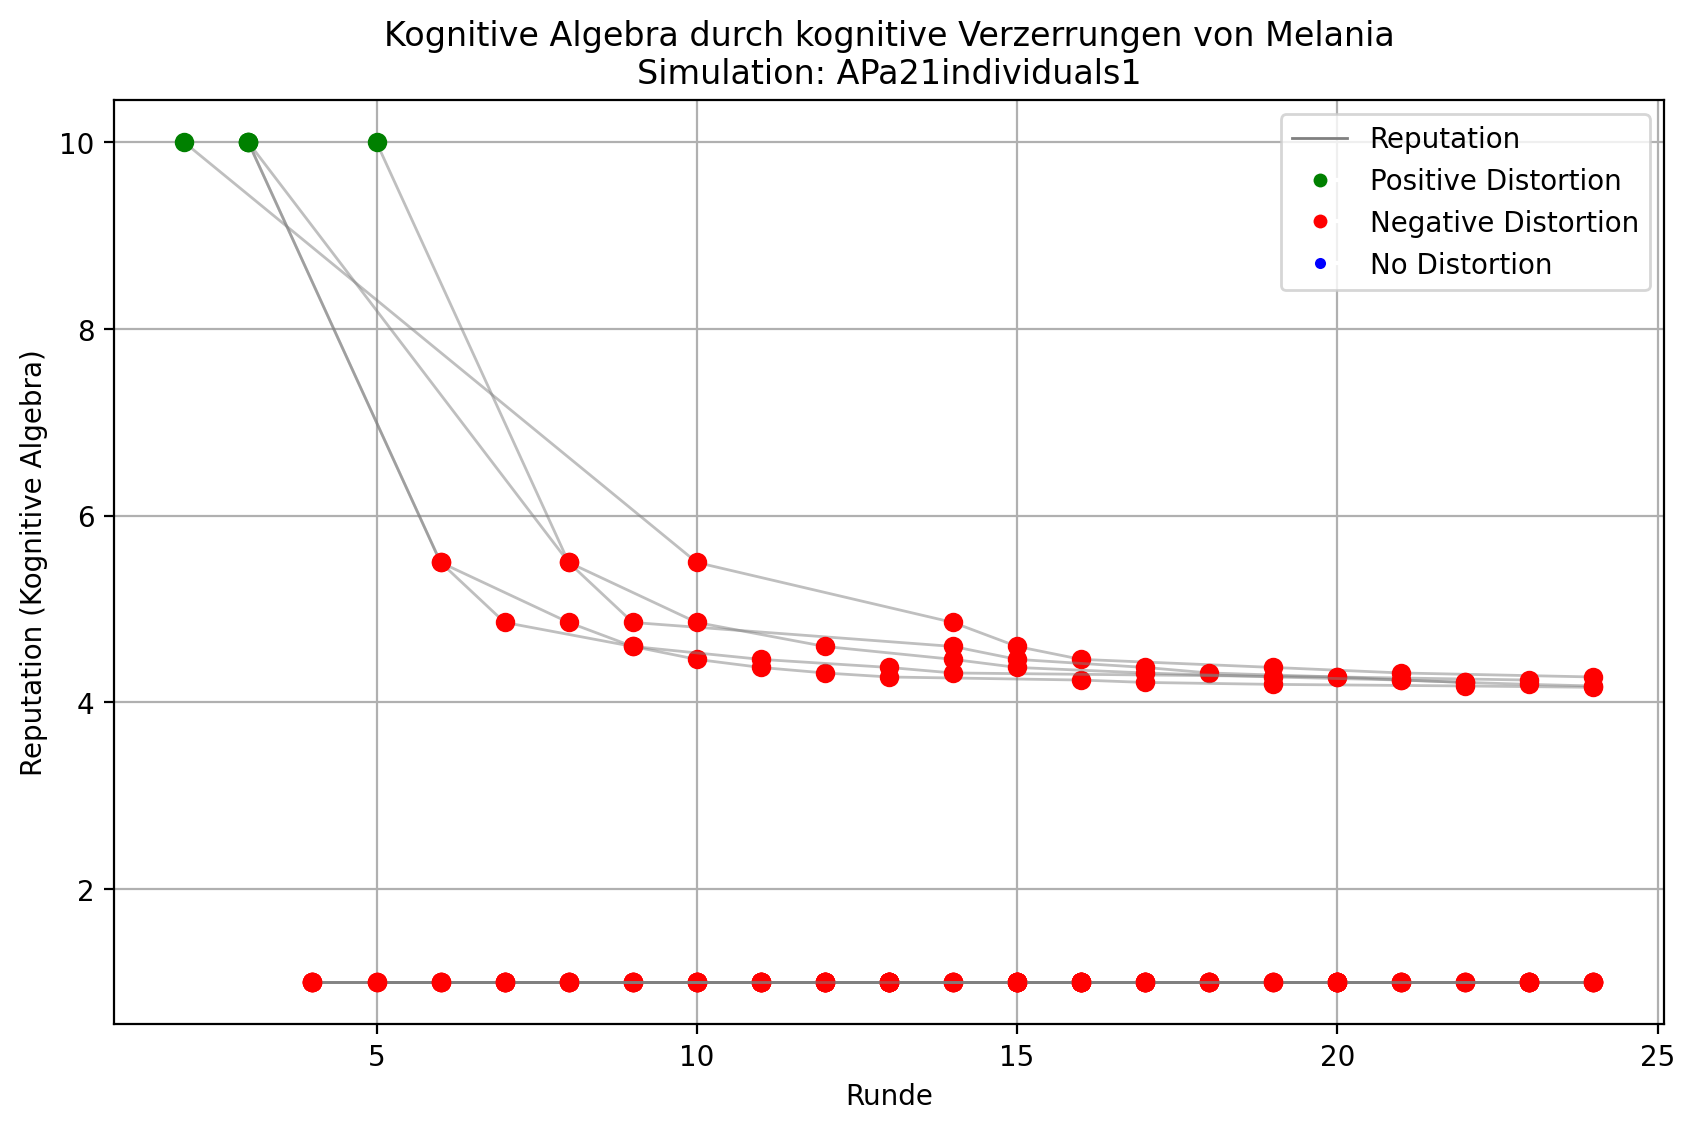 Kognitive Algebra durch kognitive Verzerrungen von Melania
Simulation: APa21individuals1
Reputation
Positive Distortion
Negative Distortion
No Distortion
Reputation (Kognitive Algebra)
10
8
6
4
2
5
10
15
20
25
Runde